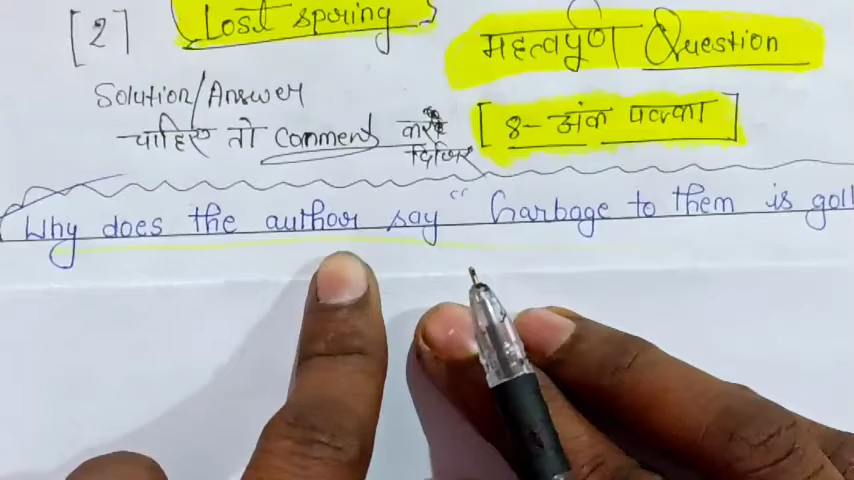 [2] Lost spring
महत्वपूर्ण Question
Solution/Answer
चाहिए तो Comment कर दिजिए
[8-अंक पक्का]
Why does the author say "Garbage to them is gol